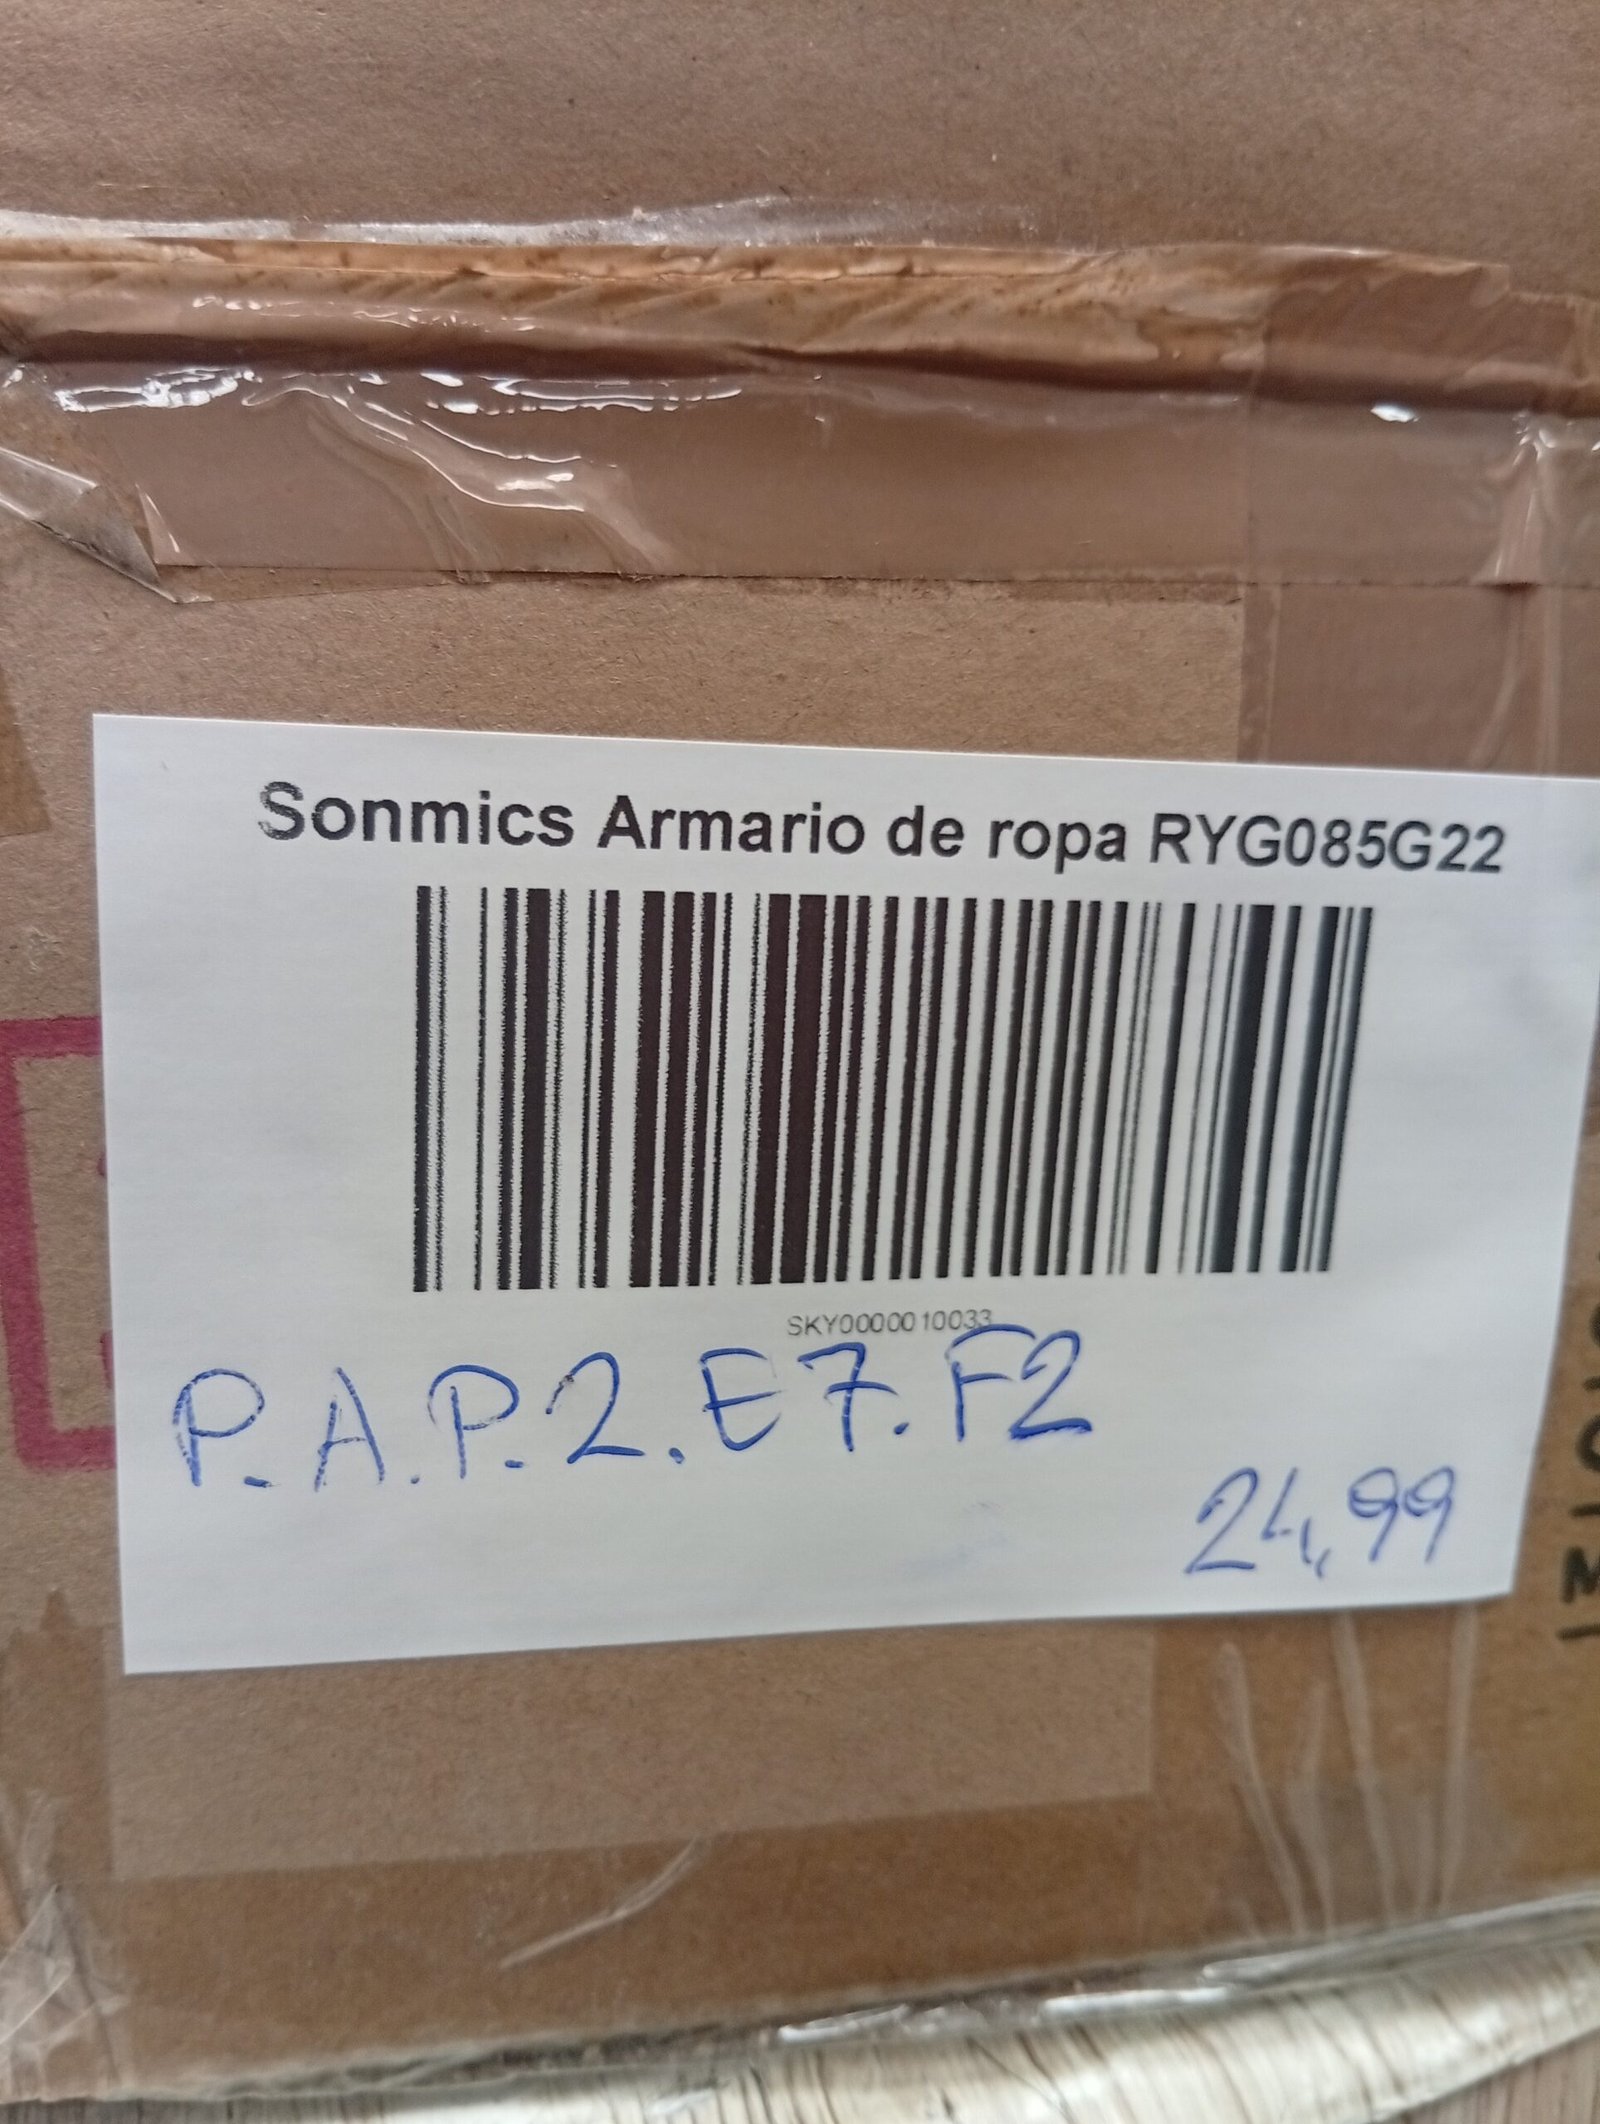 Sonmics Armario de ropa RYG085G22
SKY0000010033
P.A.P.2.E7.F2
24,99